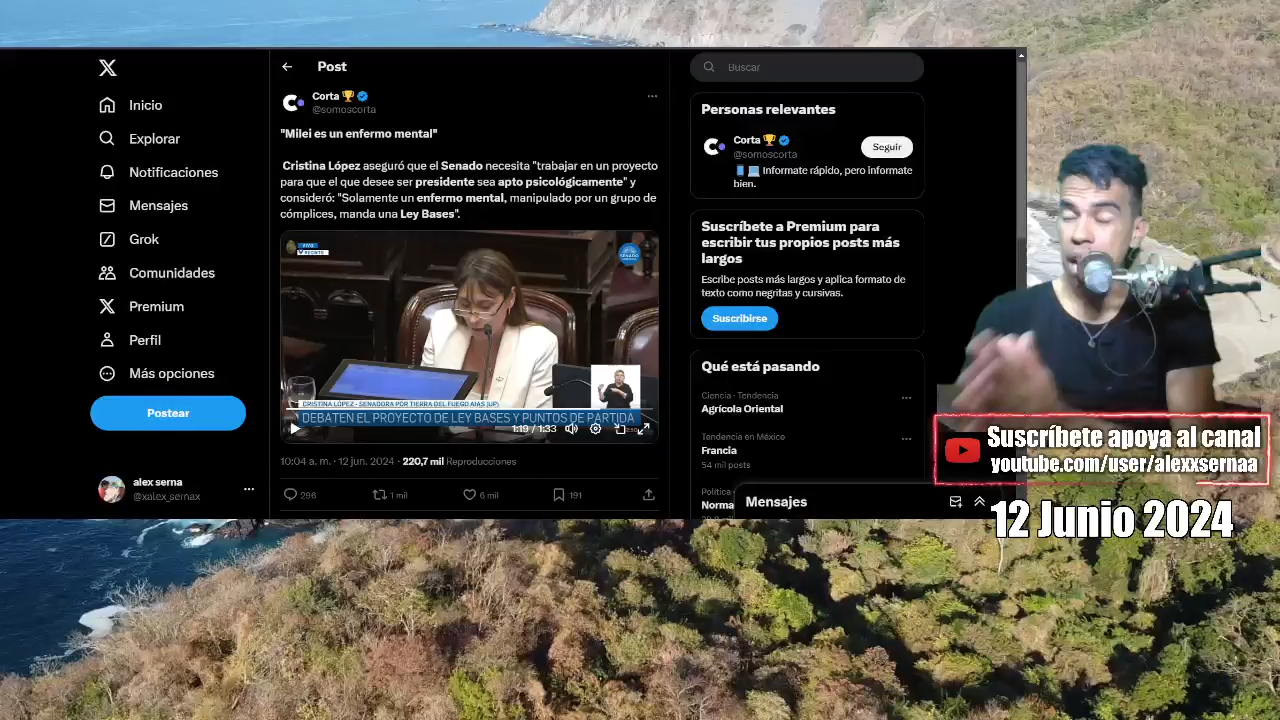 Post
Buscar
Inicio
Explorar
Notificaciones
Mensajes
Grok
Comunidades
Premium
Perfil
Más opciones
Postear
alex serna
@xalex_sernax
Corta
@somoscorta
"Milei es un enfermo mental"
Cristina López aseguró que el Senado necesita "trabajar en un proyecto
para que el que desee ser presidente sea apto psicológicamente" y
consideró: "Solamente un enfermo mental, manipulado por un grupo de
cómplices, manda una Ley Bases".
VIVO
CRISTINA LÓPEZ - SENADORA POR TIERRA DEL FUEGO AIAS (UP)
DEBATEN EL PROYECTO DE LEY BASES Y PUNTOS DE PARTIDA
1:19 / 1:33
10:04 a. m. · 12 jun. 2024 · 220,7 mil Reproducciones
296
1 mil
6 mil
191
Personas relevantes
Corta
@somoscorta
Seguir
Informate rápido, pero informate
bien.
Suscríbete a Premium para
escribir tus propios posts más
largos
Escribe posts más largos y aplica formato de
texto como negritas y cursivas.
Suscribirse
Qué está pasando
Ciencia · Tendencia
Agrícola Oriental
Tendencia en México
Francia
54 mil posts
Política
Norma
Mensajes
Suscríbete apoya al canal
youtube.com/user/alexxsernaa
12 Junio 2024